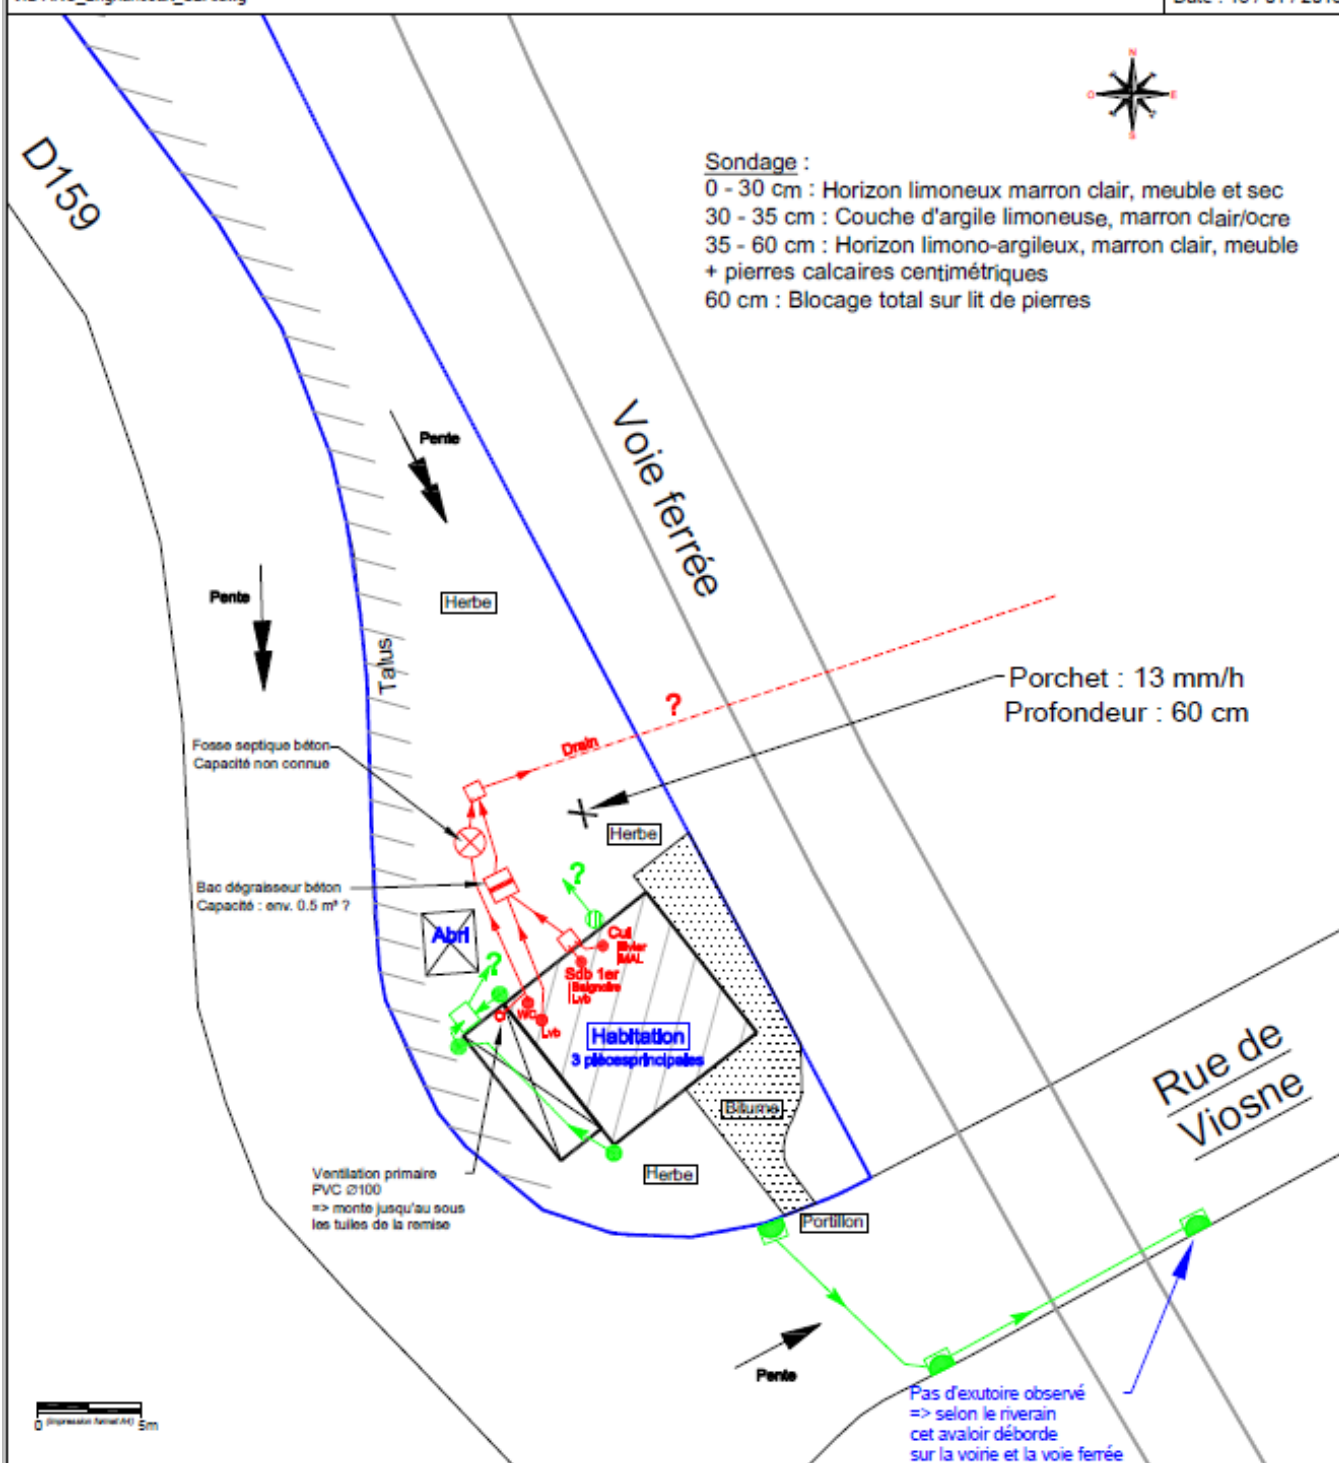 N
O
E
S
D159
Sondage :
0 - 30 cm : Horizon limoneux marron clair, meuble et sec
30 - 35 cm : Couche d'argile limoneuse, marron clair/ocre
35 - 60 cm : Horizon limono-argileux, marron clair, meuble
+ pierres calcaires centimétriques
60 cm : Blocage total sur lit de pierres
Pente
Voie ferrée
Pente
Herbe
Talus
Porchet : 13 mm/h
Profondeur : 60 cm
?
Drain
Fosse septique béton
Capacité non connue
Herbe
?
Bac dégraisseur béton
Capacité : env. 0.5 m³ ?
Abri
Cui
Evier
MAL
?
Sdb 1er
Baignoire
Lvb
WC
Lvb
Habitation
3 piècesprincipales
Rue de
Viosne
Bitume
Ventilation primaire
PVC Ø100
=> monte jusqu'au sous
les tuiles de la remise
Herbe
Portillon
Pente
Pas d'exutoire observé
=> selon le riverain
cet avaloir déborde
sur la voirie et la voie ferrée
0 (Impression format A4) 5m